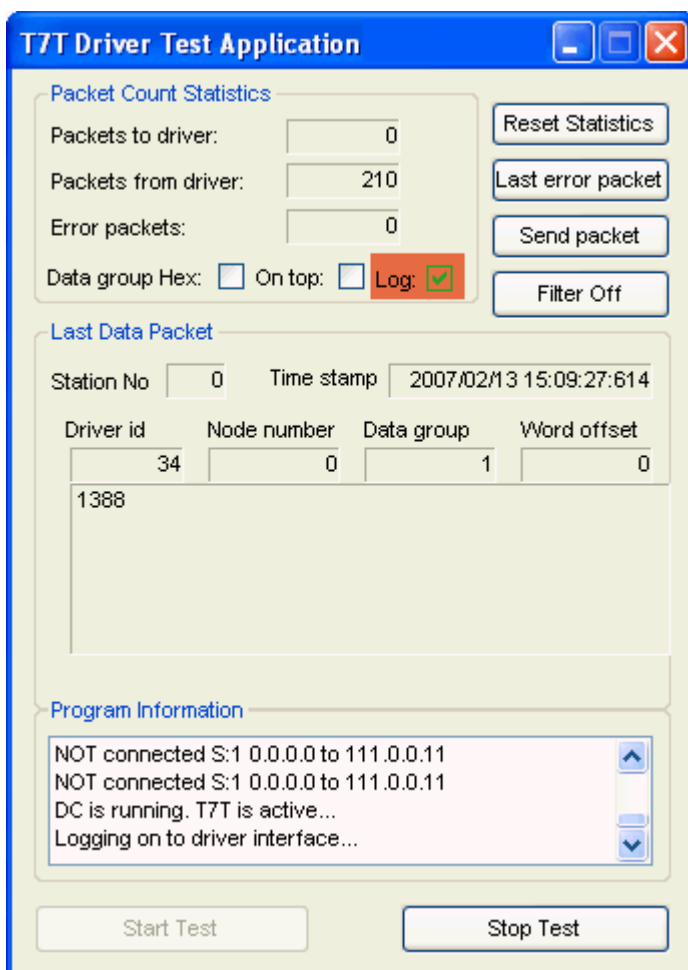 T7T Driver Test Application
Packet Count Statistics
Packets to driver: 0
Packets from driver: 210
Error packets: 0
Data group Hex: On top: Log:
Reset Statistics
Last error packet
Send packet
Filter Off
Last Data Packet
Station No 0 Time stamp 2007/02/13 15:09:27:614
Driver id Node number Data group Word offset
34 0 1 0
1388
Program Information
NOT connected S:1 0.0.0.0 to 111.0.0.11
NOT connected S:1 0.0.0.0 to 111.0.0.11
DC is running. T7T is active...
Logging on to driver interface...
Start Test Stop Test